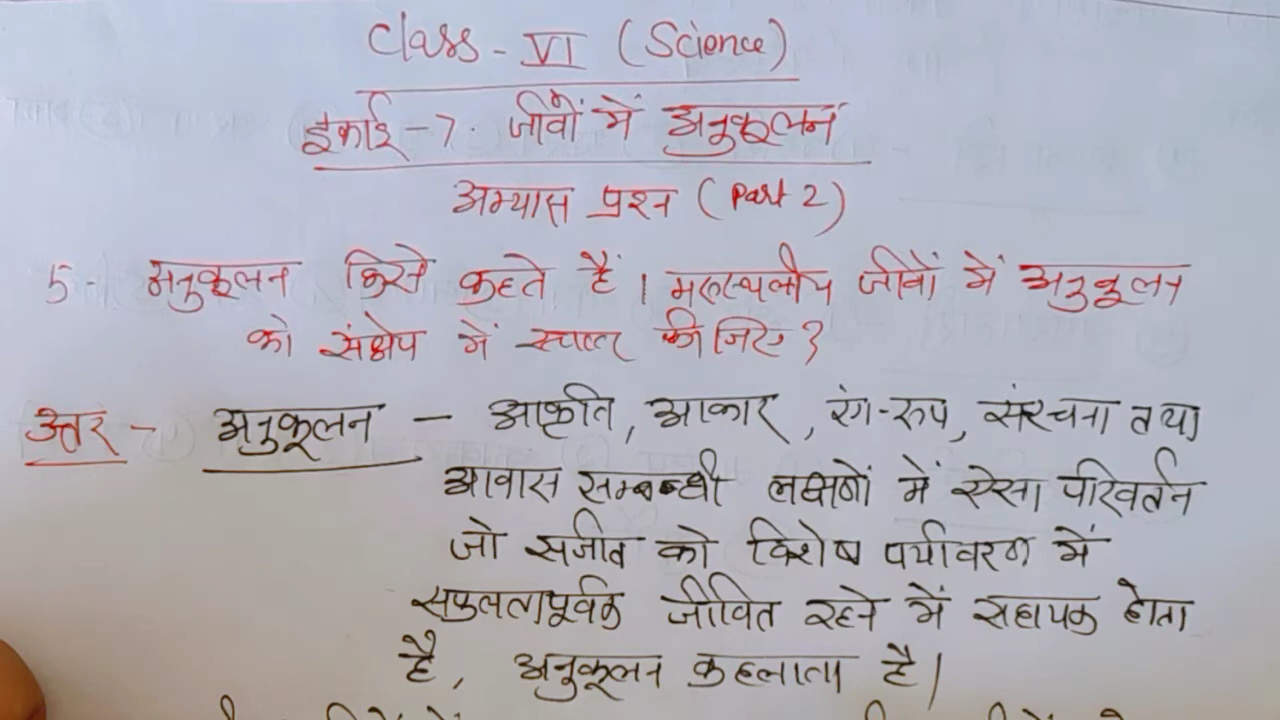 Class - VI (Science)
इकाई - 7. जीवों में अनुकूलन
अभ्यास प्रश्न (Part 2)
5- अनुकूलन किसे कहते हैं । मरुस्थलीय जीवों में अनुकूलन
को संक्षेप में स्पष्ट कीजिए?
उत्तर - अनुकूलन - आकृति, आकार, रंग-रूप, संरचना तथा
आवास सम्बन्धी लक्षणों में ऐसा परिवर्तन
जो सजीव को विशेष पर्यावरण में
सफलतापूर्वक जीवित रहने में सहायक होता
है, अनुकूलन कहलाता है।